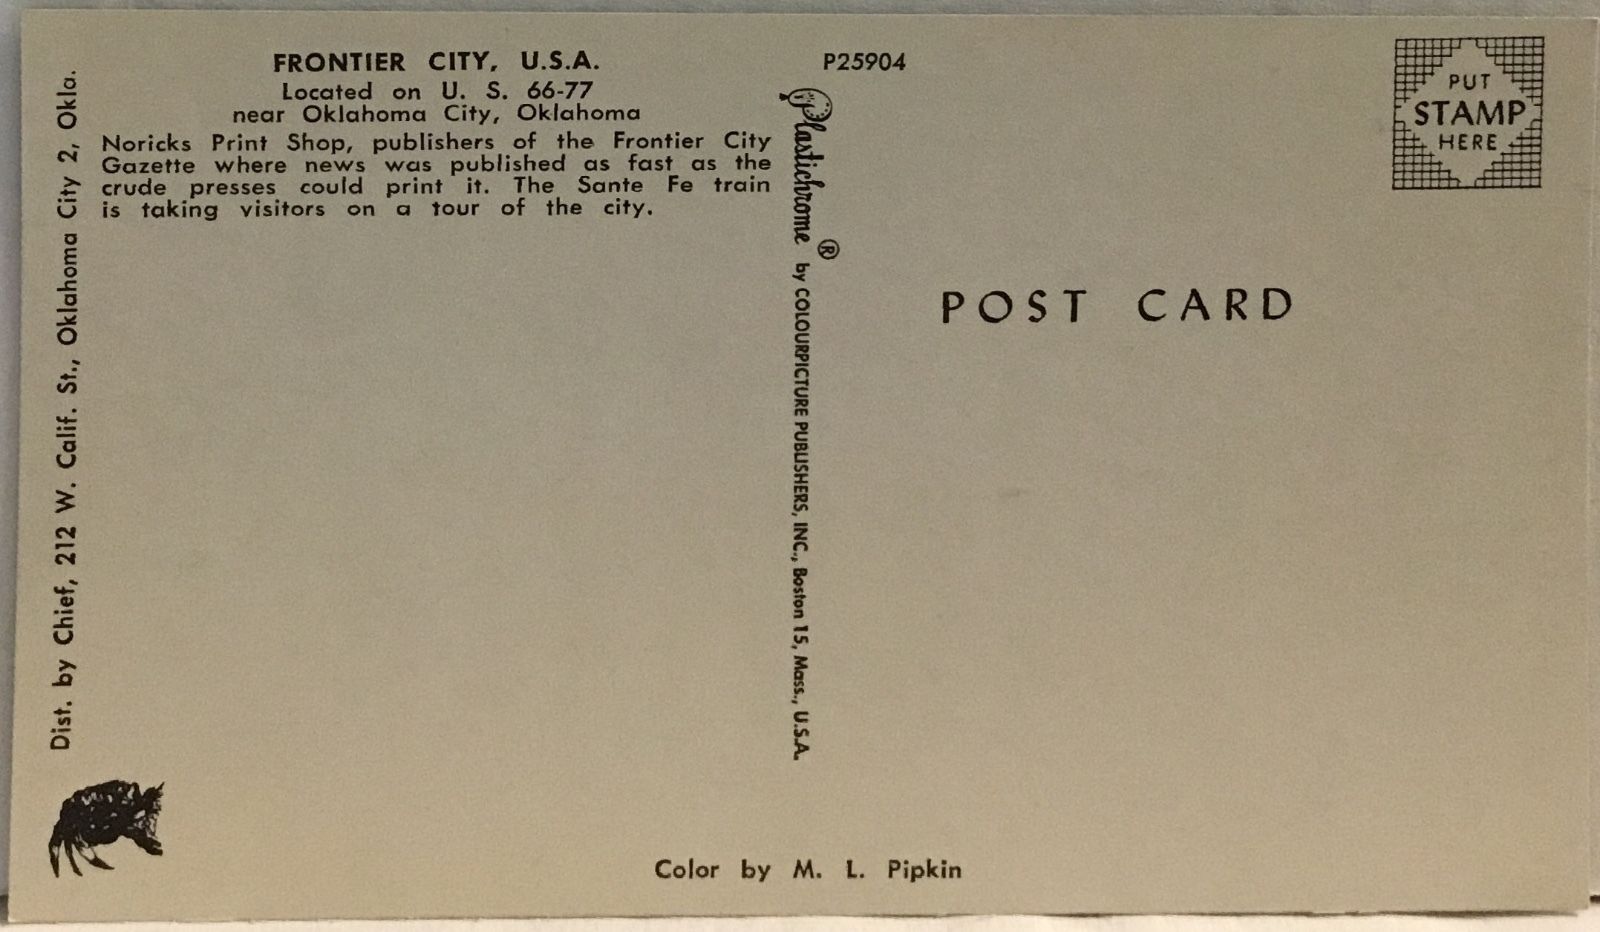 FRONTIER CITY, U.S.A.
Located on U. S. 66-77
near Oklahoma City, Oklahoma
Noricks Print Shop, publishers of the Frontier City
Gazette where news was published as fast as the
crude presses could print it. The Sante Fe train
is taking visitors on a tour of the city.
Dist. by Chief, 212 W. Calif. St., Oklahoma City 2, Okla.
P25904
Plastichrome ® by COLOURPICTURE PUBLISHERS, INC., Boston 15, Mass., U.S.A.
PUT
STAMP
HERE
POST CARD
Color by M. L. Pipkin